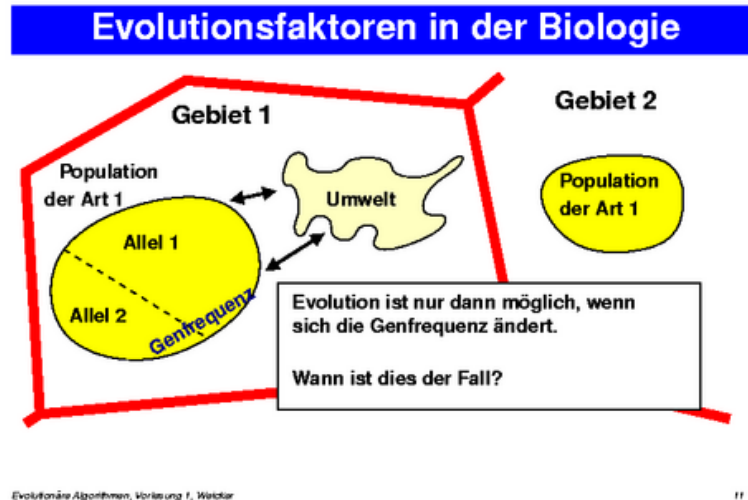 Evolutionsfaktoren in der Biologie
Gebiet 1
Gebiet 2
Population
der Art 1
Umwelt
Population
der Art 1
Allel 1
Allel 2
Genfrequenz
Evolution ist nur dann möglich, wenn
sich die Genfrequenz ändert.
Wann ist dies der Fall?
Evolutionäre Algorithmen, Vorlesung 1, Weicker
11